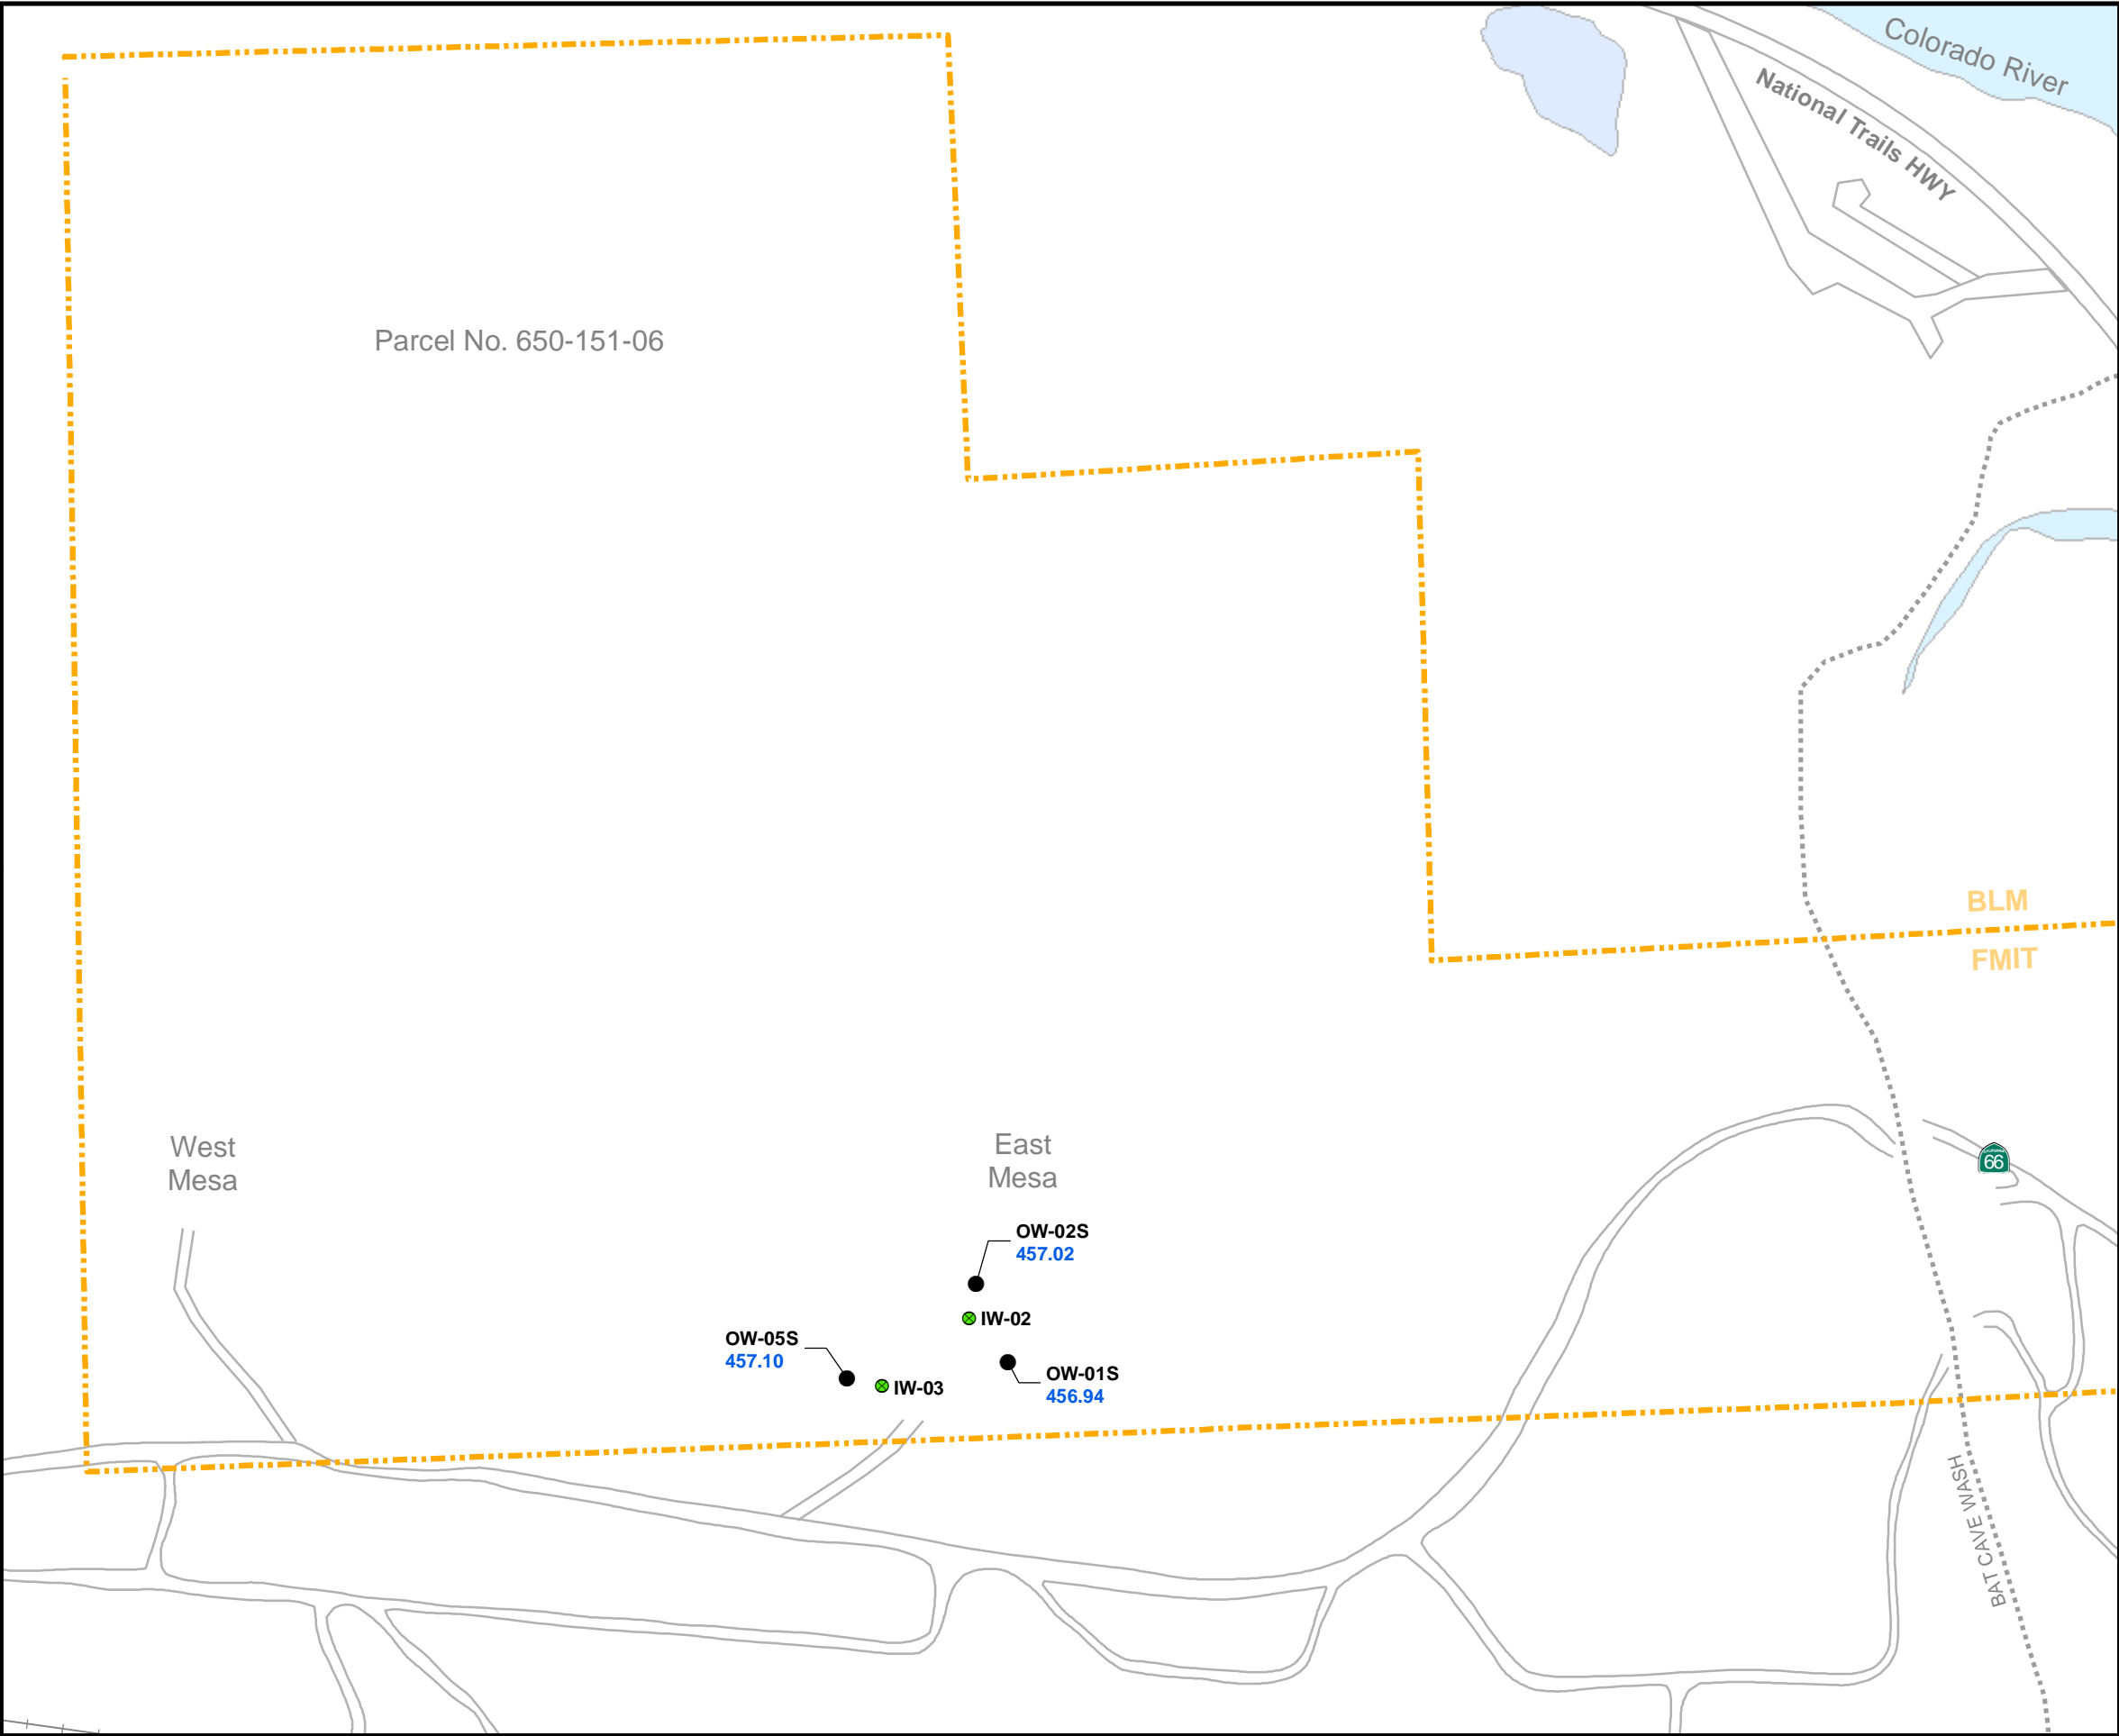 Colorado River
National Trails HWY
Parcel No. 650-151-06
BLM
FMIT
West
Mesa
East
Mesa
66
OW-02S
457.02
IW-02
OW-05S
457.10
IW-03
OW-01S
456.94
BAT CAVE WASH